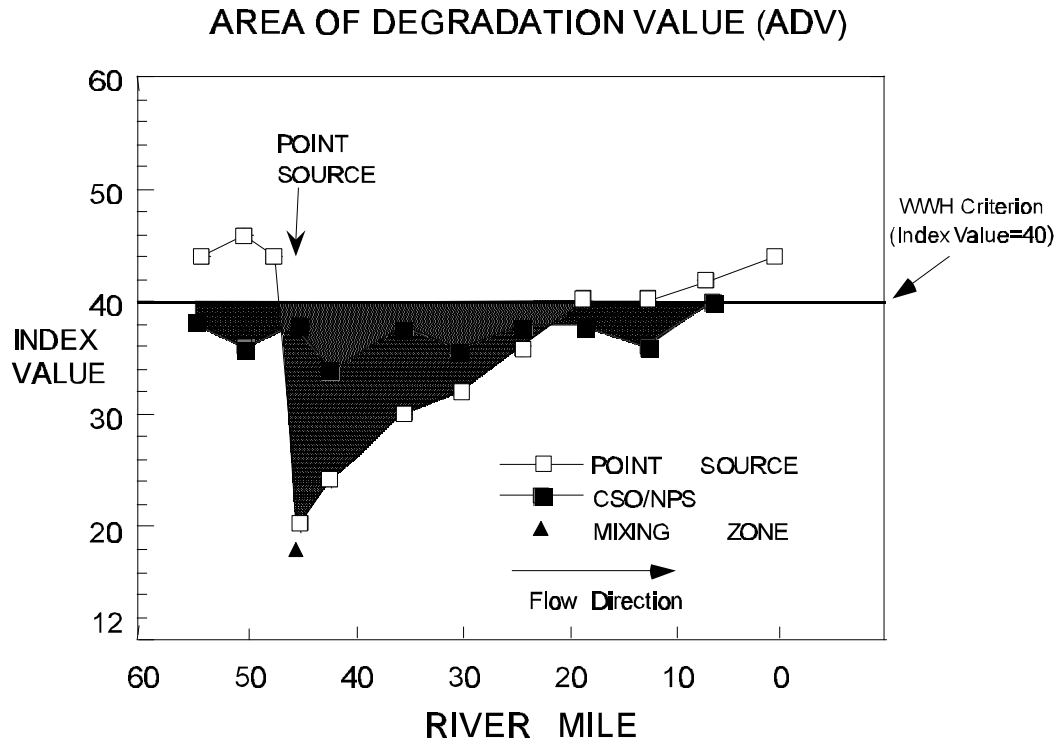 AREA OF DEGRADATION VALUE (ADV)
60
50
40
30
20
12
INDEX
VALUE
POINT
SOURCE
WWH Criterion
(Index Value=40)
POINT SOURCE
CSO/NPS
MIXING ZONE
Flow Direction
60 50 40 30 20 10 0
RIVER MILE